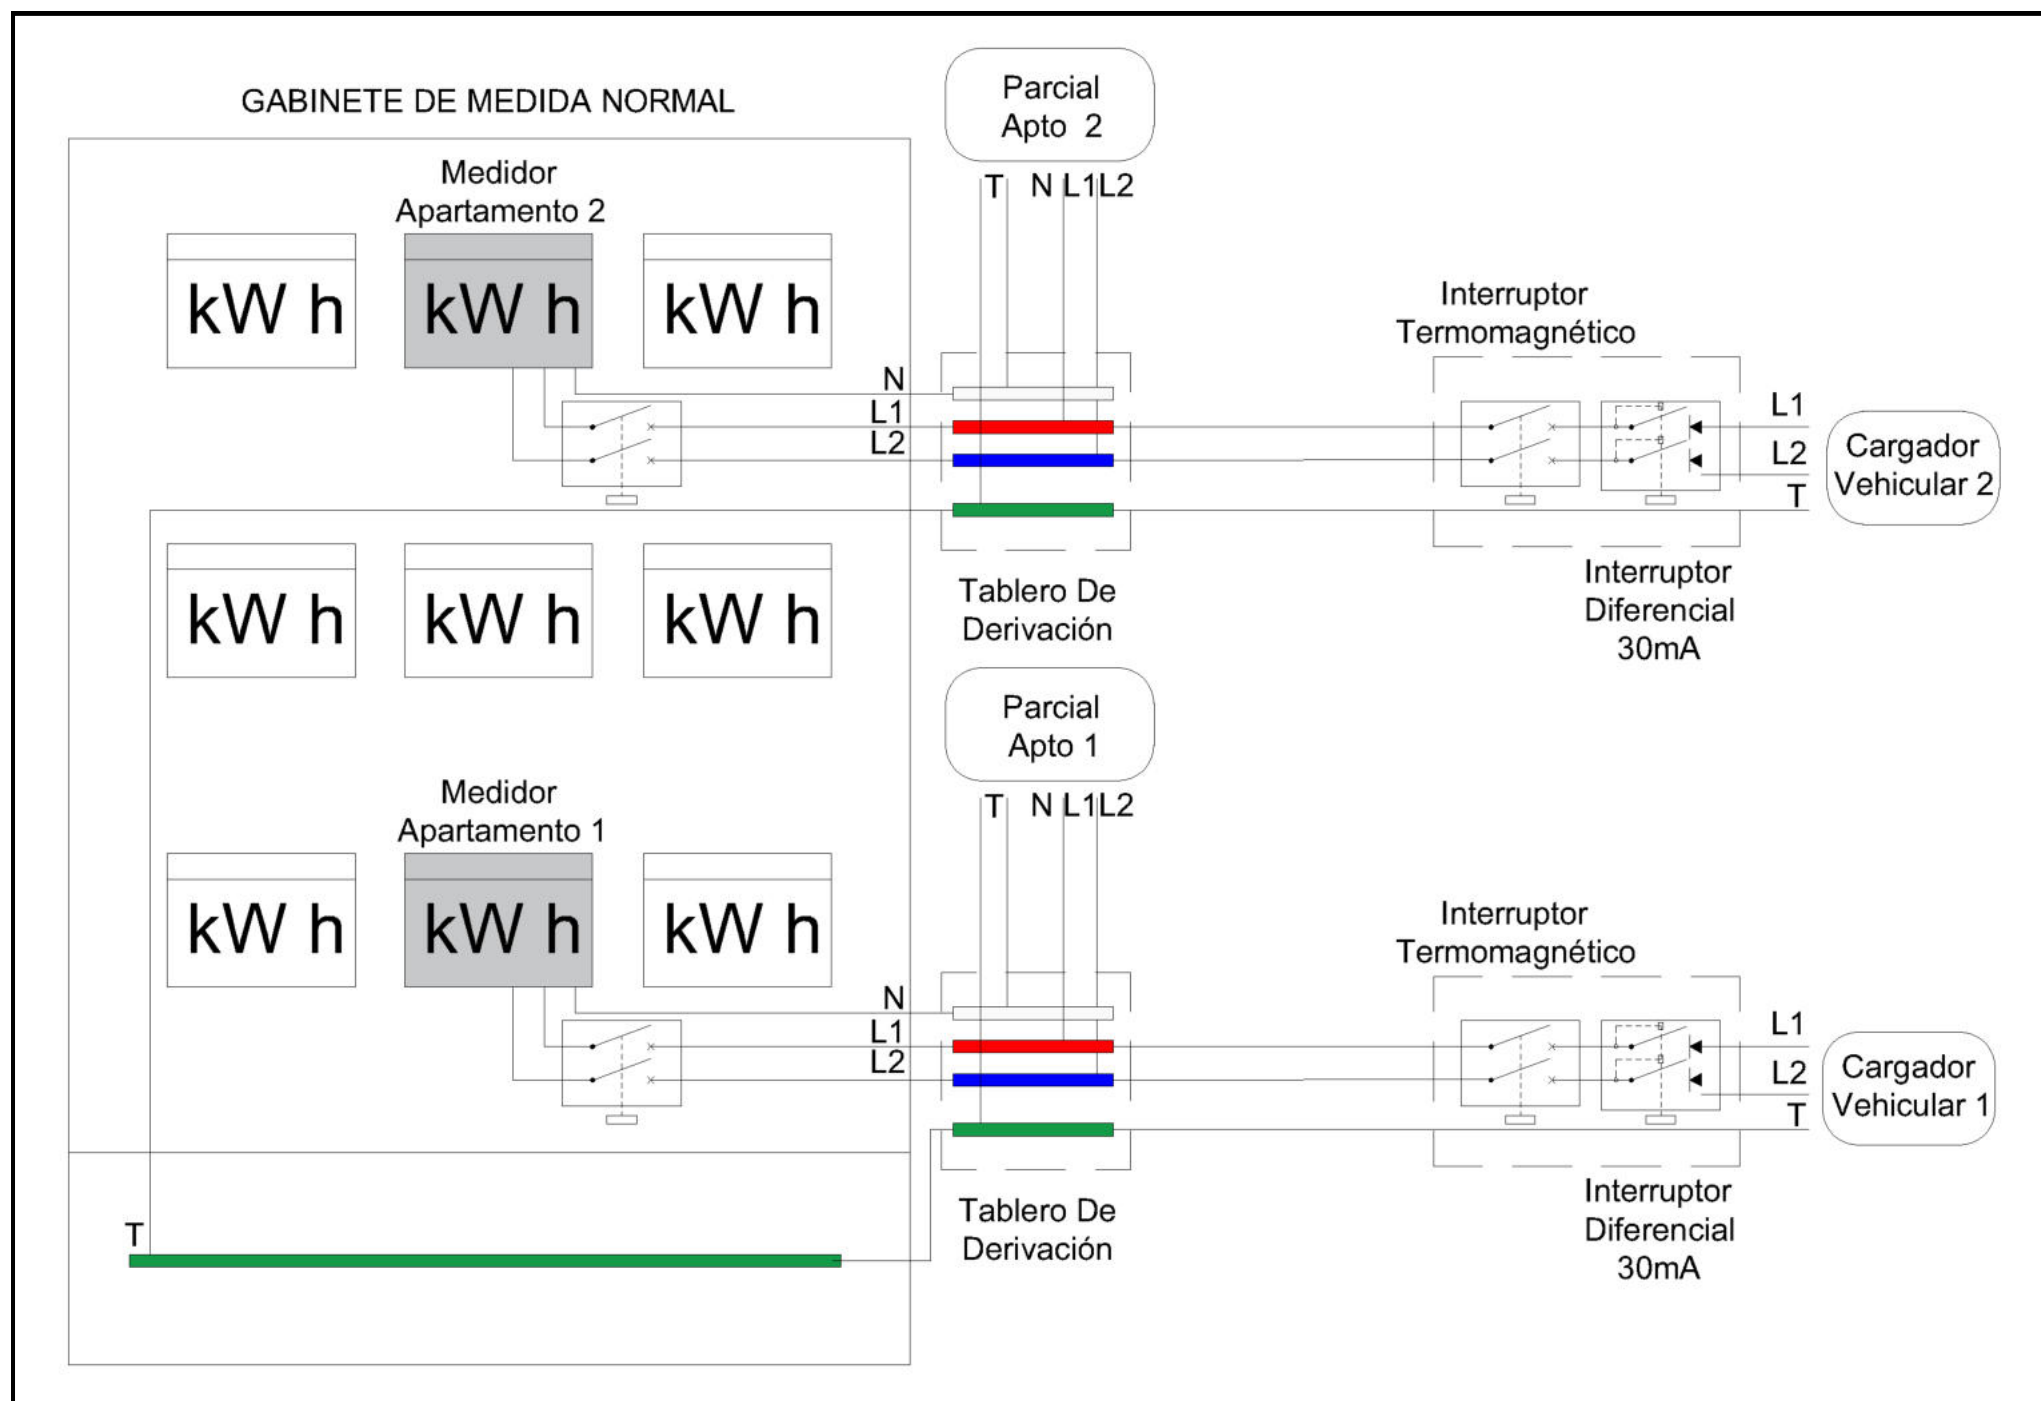 GABINETE DE MEDIDA NORMAL
Parcial
Apto 2
T N L1 L2
Medidor
Apartamento 2
kW h kW h kW h
N
L1
L2
Interruptor
Termomagnético
L1
L2
T
Cargador
Vehicular 2
Tablero De
Derivación
Interruptor
Diferencial
30mA
kW h kW h kW h
Parcial
Apto 1
T N L1 L2
Medidor
Apartamento 1
kW h kW h kW h
N
L1
L2
Interruptor
Termomagnético
L1
L2
T
Cargador
Vehicular 1
Tablero De
Derivación
Interruptor
Diferencial
30mA
T